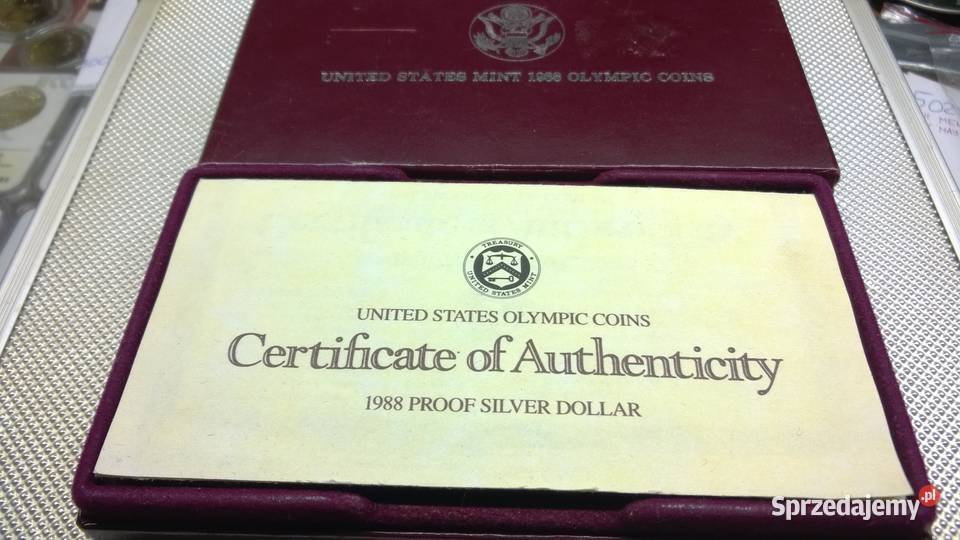 UNITED STATES MINT 1988 OLYMPIC COINS
TREASURY
UNITED STATES MINT
UNITED STATES OLYMPIC COINS
Certificate of Authenticity
1988 PROOF SILVER DOLLAR
Sprzedajemy.pl